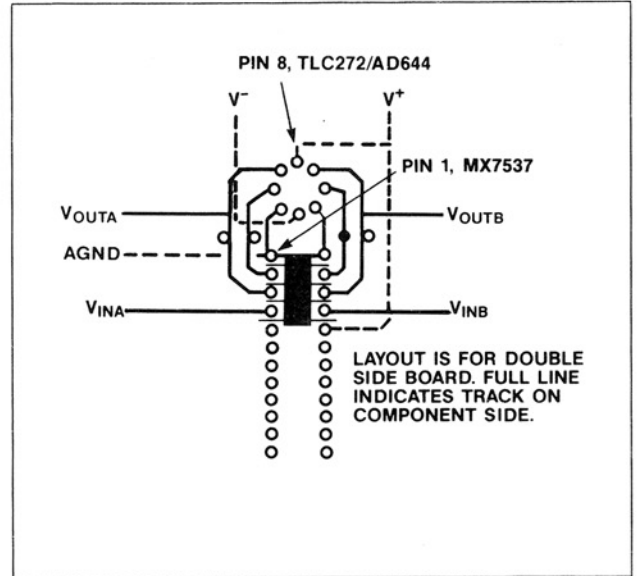 PIN 8, TLC272/AD644
V⁻
V⁺
PIN 1, MX7537
VOUTA
VOUTB
AGND
VINA
VINB
LAYOUT IS FOR DOUBLE
SIDE BOARD. FULL LINE
INDICATES TRACK ON
COMPONENT SIDE.